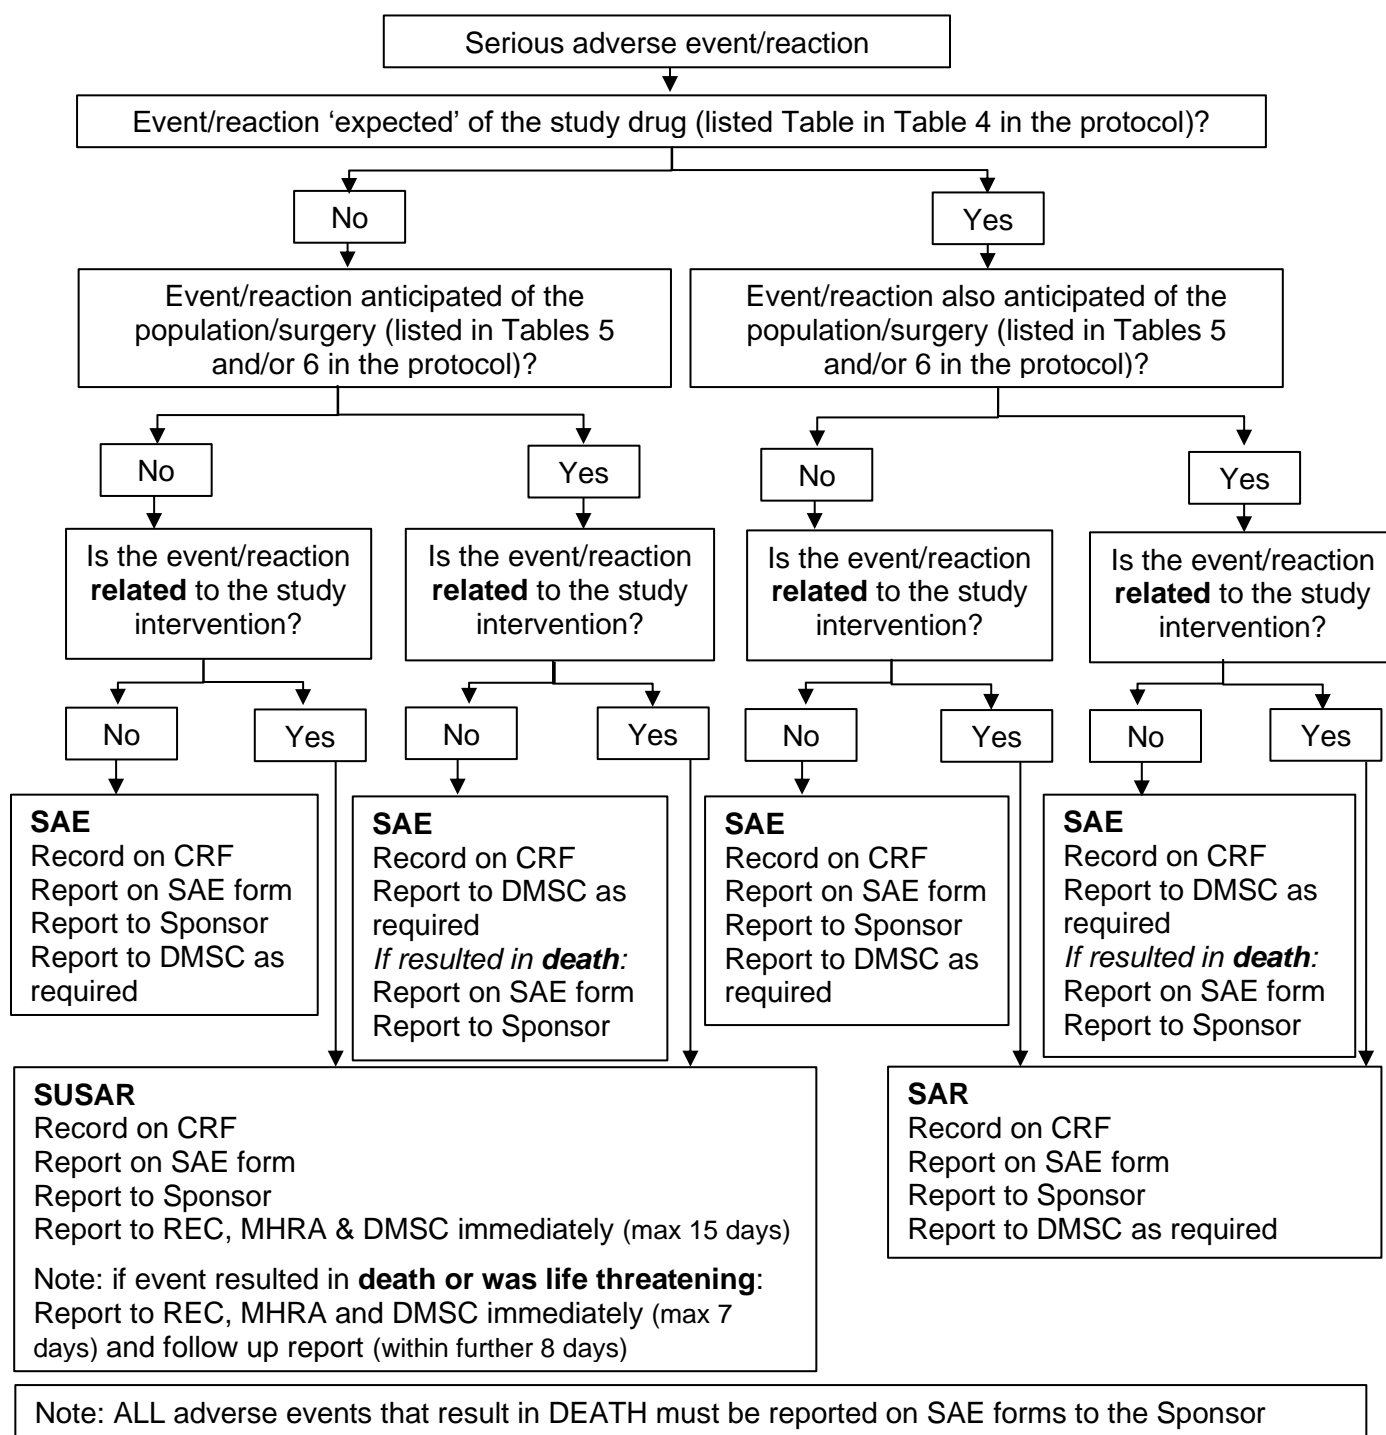 Serious adverse event/reaction
Event/reaction ‘expected’ of the study drug (listed Table in Table 4 in the protocol)?
No
Yes
Event/reaction anticipated of the
population/surgery (listed in Tables 5
and/or 6 in the protocol)?
Event/reaction also anticipated of the
population/surgery (listed in Tables 5
and/or 6 in the protocol)?
No
Yes
No
Yes
Is the event/reaction
related to the study
intervention?
Is the event/reaction
related to the study
intervention?
Is the event/reaction
related to the study
intervention?
Is the event/reaction
related to the study
intervention?
No
Yes
No
Yes
No
Yes
No
Yes
SAE
Record on CRF
Report on SAE form
Report to Sponsor
Report to DMSC as
required
SAE
Record on CRF
Report to DMSC as
required
If resulted in death:
Report on SAE form
Report to Sponsor
SAE
Record on CRF
Report on SAE form
Report to Sponsor
Report to DMSC as
required
SAE
Record on CRF
Report to DMSC as
required
If resulted in death:
Report on SAE form
Report to Sponsor
SUSAR
Record on CRF
Report on SAE form
Report to Sponsor
Report to REC, MHRA & DMSC immediately (max 15 days)
Note: if event resulted in death or was life threatening:
Report to REC, MHRA and DMSC immediately (max 7
days) and follow up report (within further 8 days)
SAR
Record on CRF
Report on SAE form
Report to Sponsor
Report to DMSC as required
Note: ALL adverse events that result in DEATH must be reported on SAE forms to the Sponsor